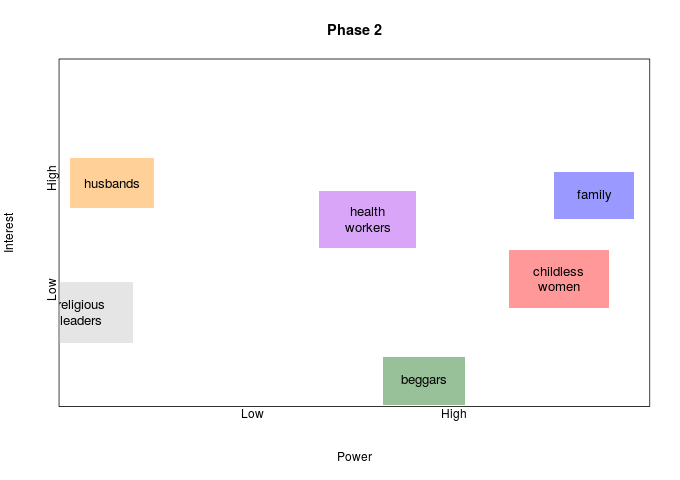 Phase 2
husbands
family
health
workers
childless
women
religious
leaders
beggars
High
Low
Interest
Low
High
Power